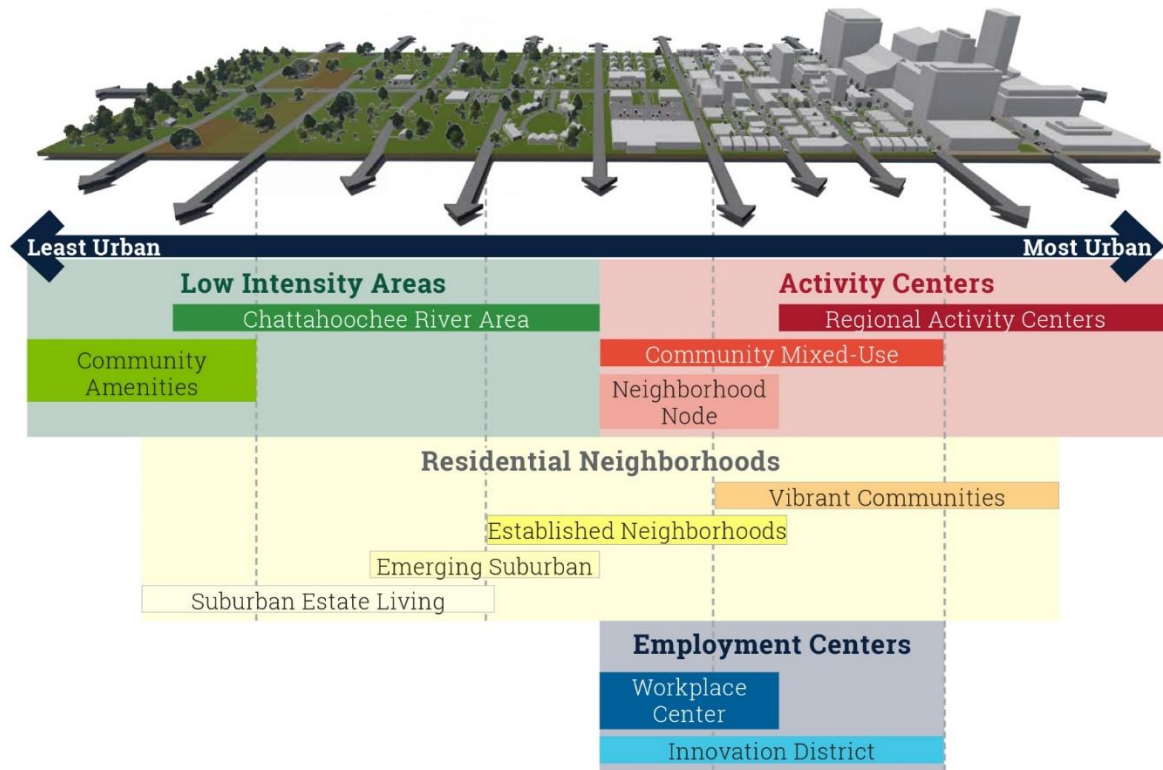 Least Urban
Most Urban
Low Intensity Areas
Activity Centers
Chattahoochee River Area
Regional Activity Centers
Community
Amenities
Community Mixed-Use
Neighborhood
Node
Residential Neighborhoods
Vibrant Communities
Established Neighborhoods
Emerging Suburban
Suburban Estate Living
Employment Centers
Workplace
Center
Innovation District